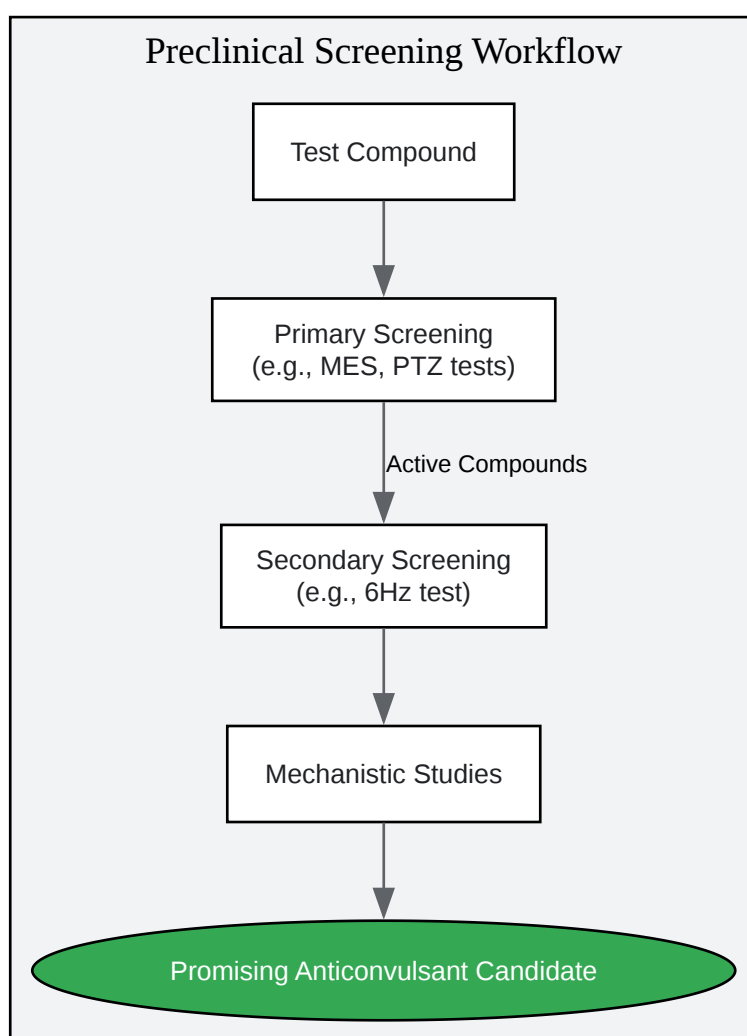 Preclinical Screening Workflow
Test Compound
Primary Screening
(e.g., MES, PTZ tests)
Active Compounds
Secondary Screening
(e.g., 6Hz test)
Mechanistic Studies
Promising Anticonvulsant Candidate